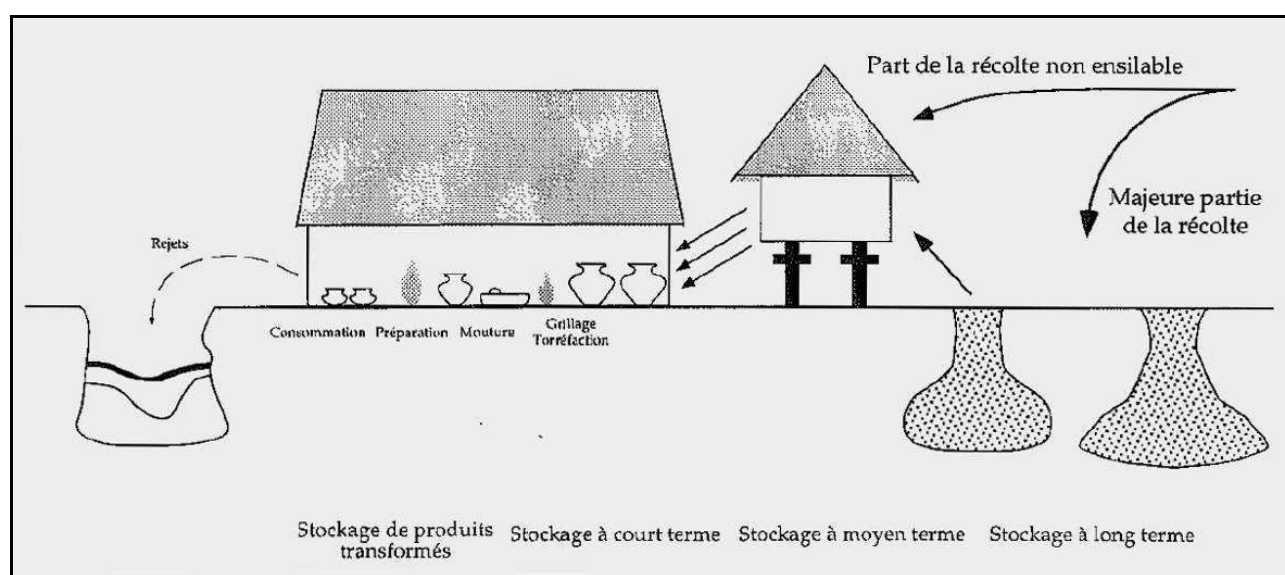 Part de la récolte non ensilable
Majeure partie
de la récolte
Rejets
Consommation
Préparation
Mouture
Grillage
Torréfaction
Stockage de produits
transformés
Stockage à court terme
Stockage à moyen terme
Stockage à long terme